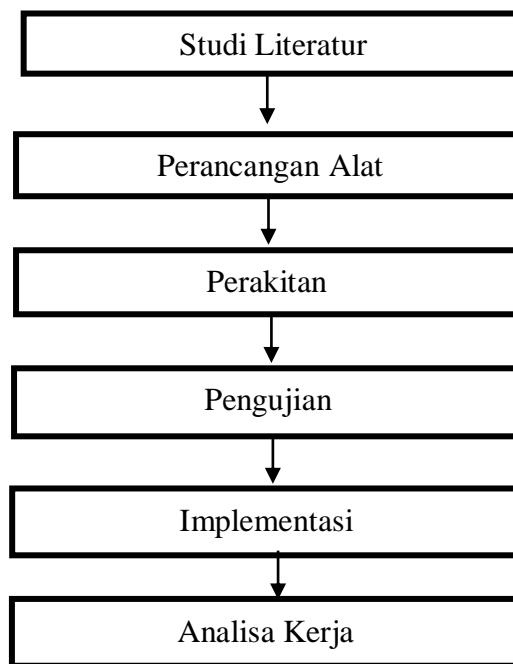 Studi Literatur
Perancangan Alat
Perakitan
Pengujian
Implementasi
Analisa Kerja